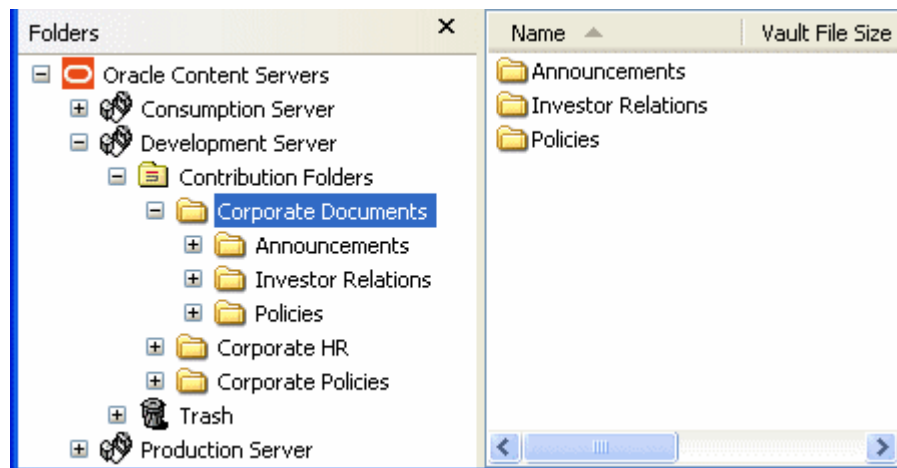 Folders
Oracle Content Servers
Consumption Server
Development Server
Contribution Folders
Corporate Documents
Announcements
Investor Relations
Policies
Corporate HR
Corporate Policies
Trash
Production Server
Name Vault File Size
Announcements
Investor Relations
Policies